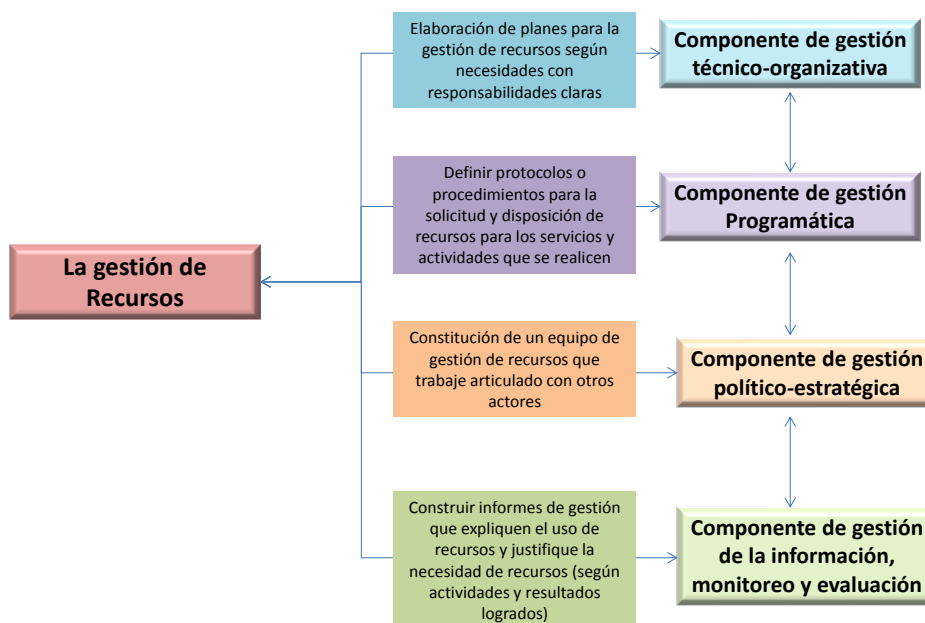 Elaboración de planes para la
gestión de recursos según
necesidades con
responsabilidades claras
Componente de gestión
técnico-organizativa
Definir protocolos o
procedimientos para la
solicitud y disposición de
recursos para los servicios y
actividades que se realicen
Componente de gestión
Programática
La gestión de
Recursos
Constitución de un equipo de
gestión de recursos que
trabaje articulado con otros
actores
Componente de gestión
político-estratégica
Construir informes de gestión
que expliquen el uso de
recursos y justifique la
necesidad de recursos (según
actividades y resultados
logrados)
Componente de gestión
de la información,
monitoreo y evaluación